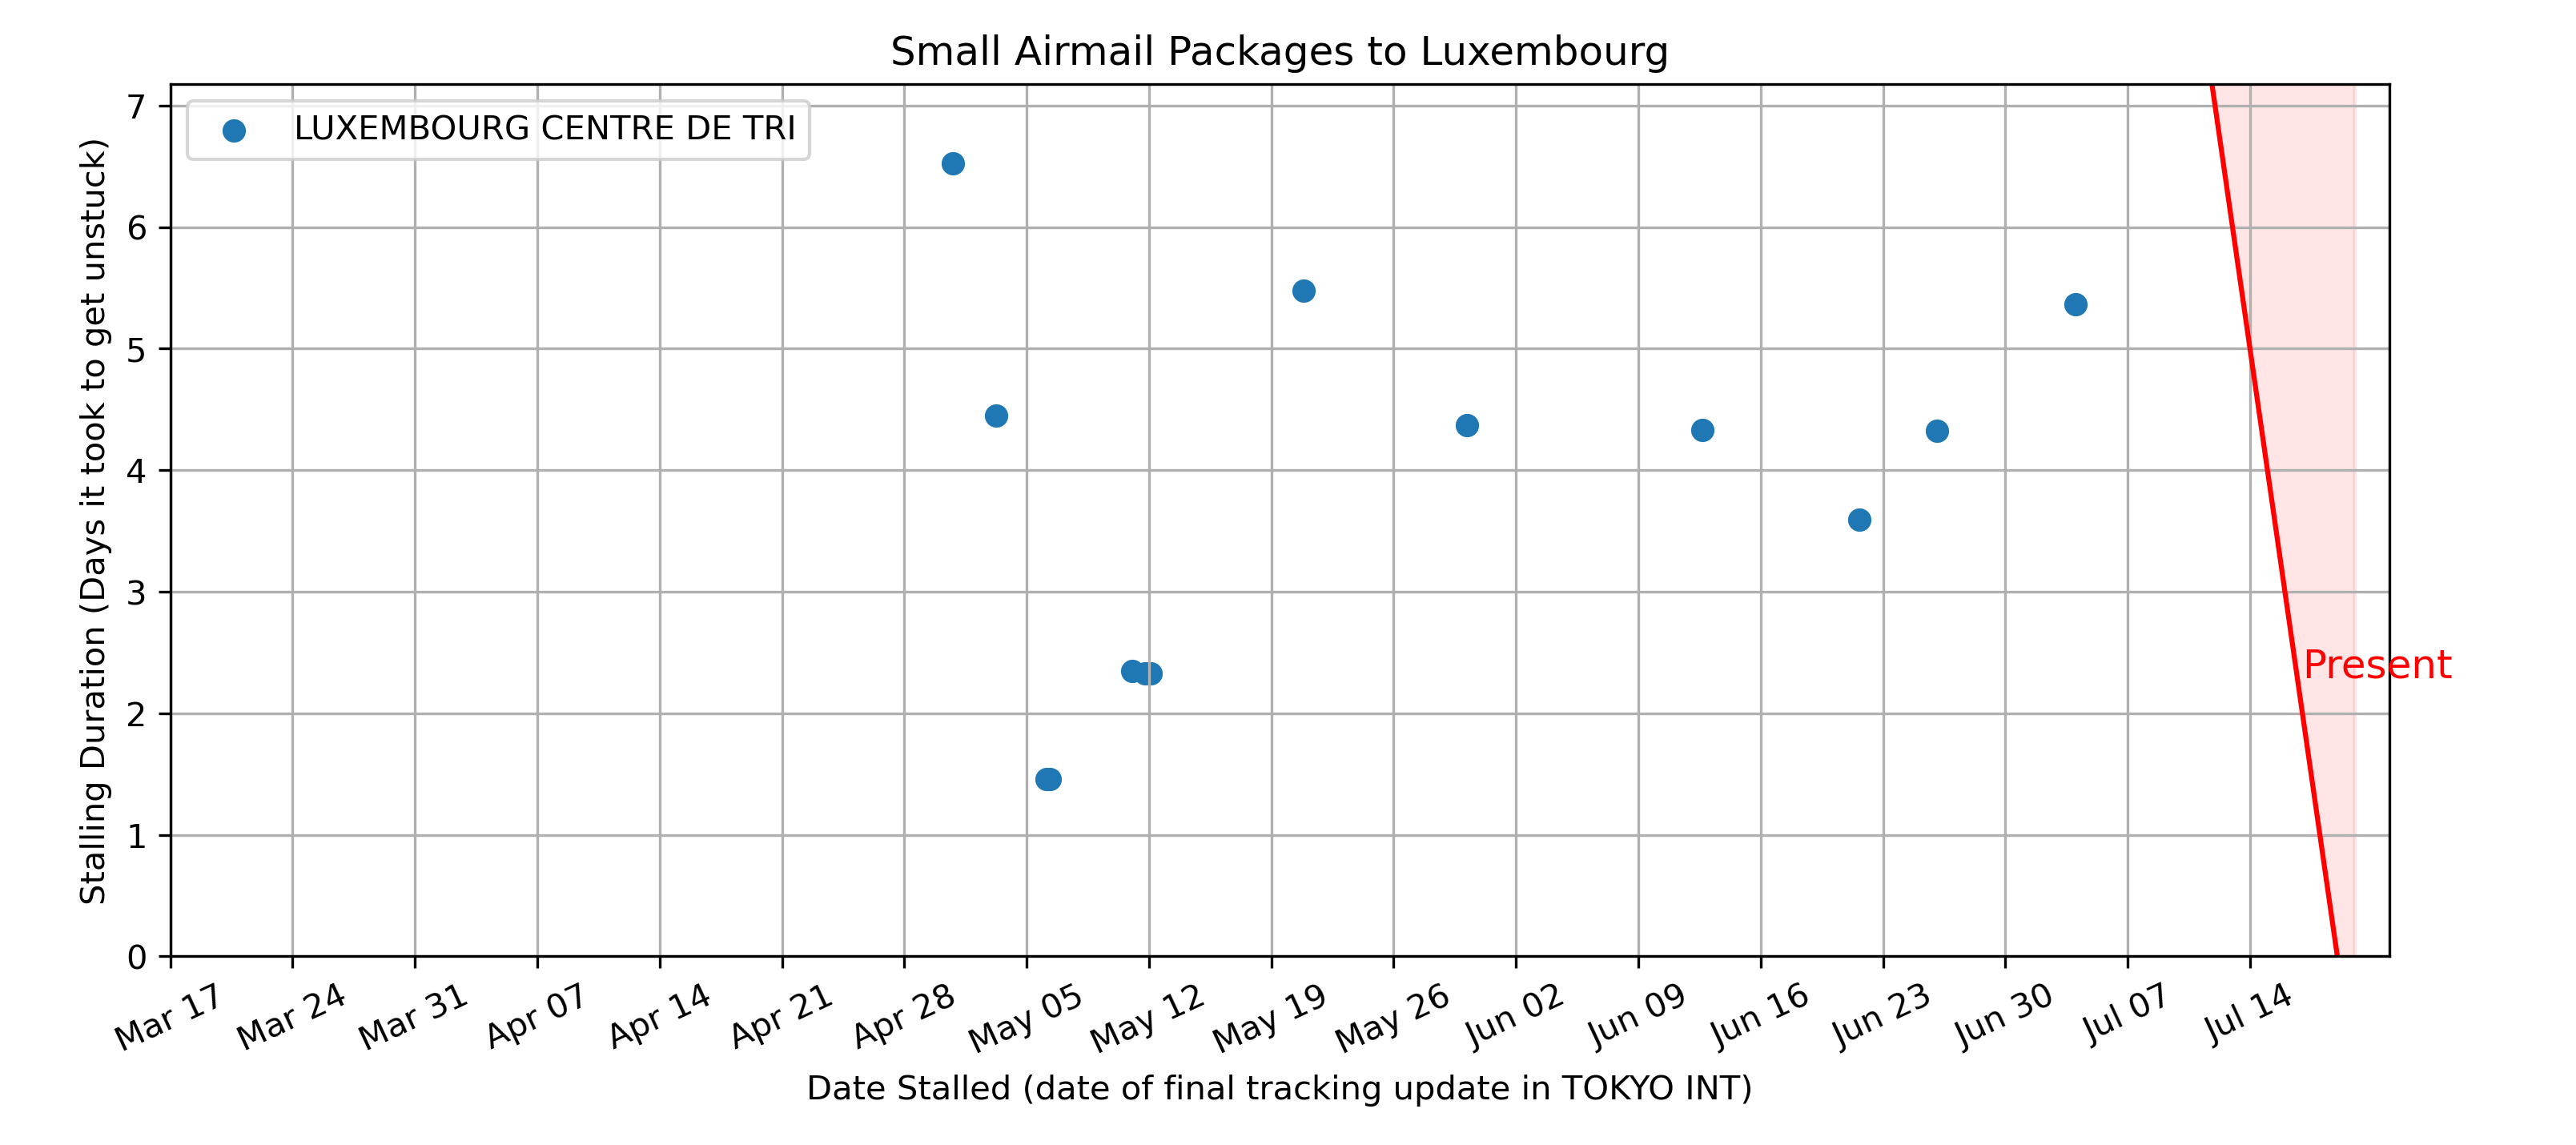 Small Airmail Packages to Luxembourg
LUXEMBOURG CENTRE DE TRI
Stalling Duration (Days it took to get unstuck)
7
6
5
4
3
2
1
0
Present
Mar 17 Mar 24 Mar 31 Apr 07 Apr 14 Apr 21 Apr 28 May 05 May 12 May 19 May 26 Jun 02 Jun 09 Jun 16 Jun 23 Jun 30 Jul 07 Jul 14
Date Stalled (date of final tracking update in TOKYO INT)